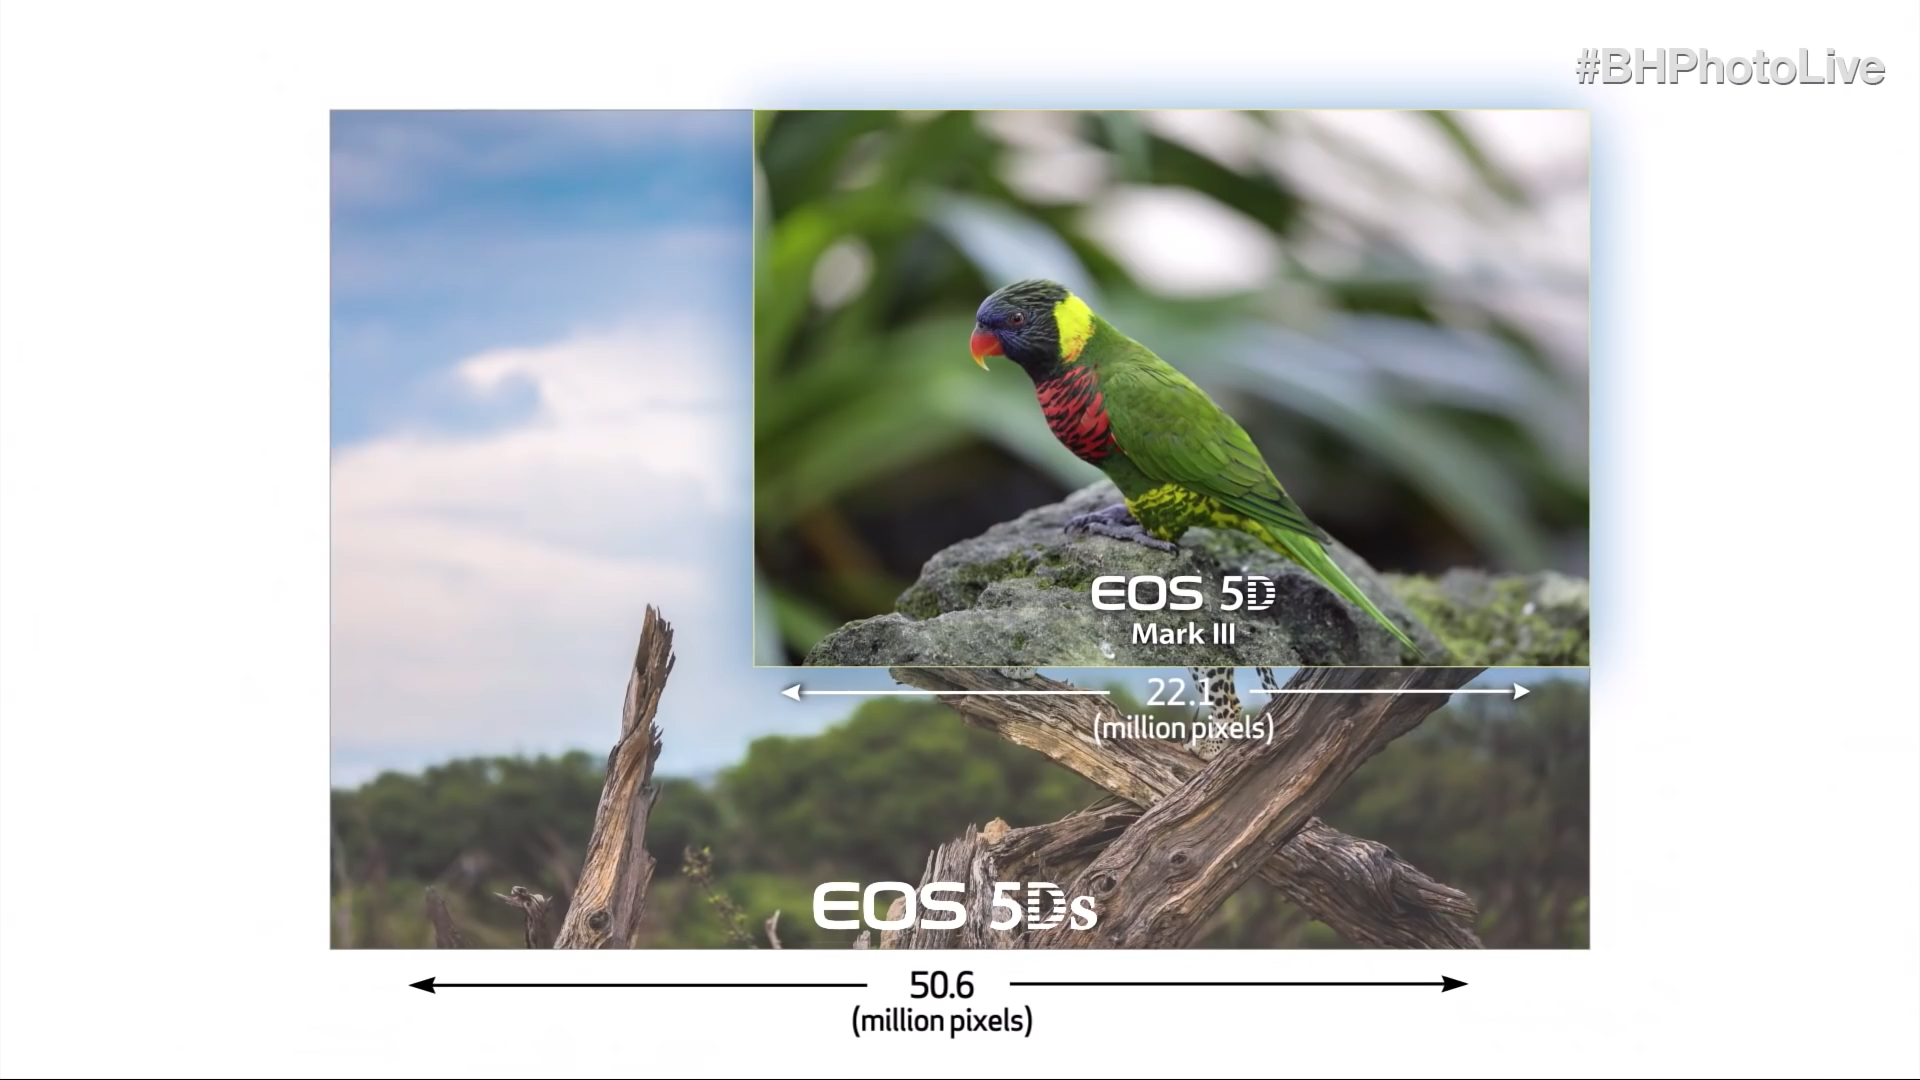 #BHPhotoLive
EOS 5D
Mark III
22.1
(million pixels)
EOS 5Ds
50.6
(million pixels)